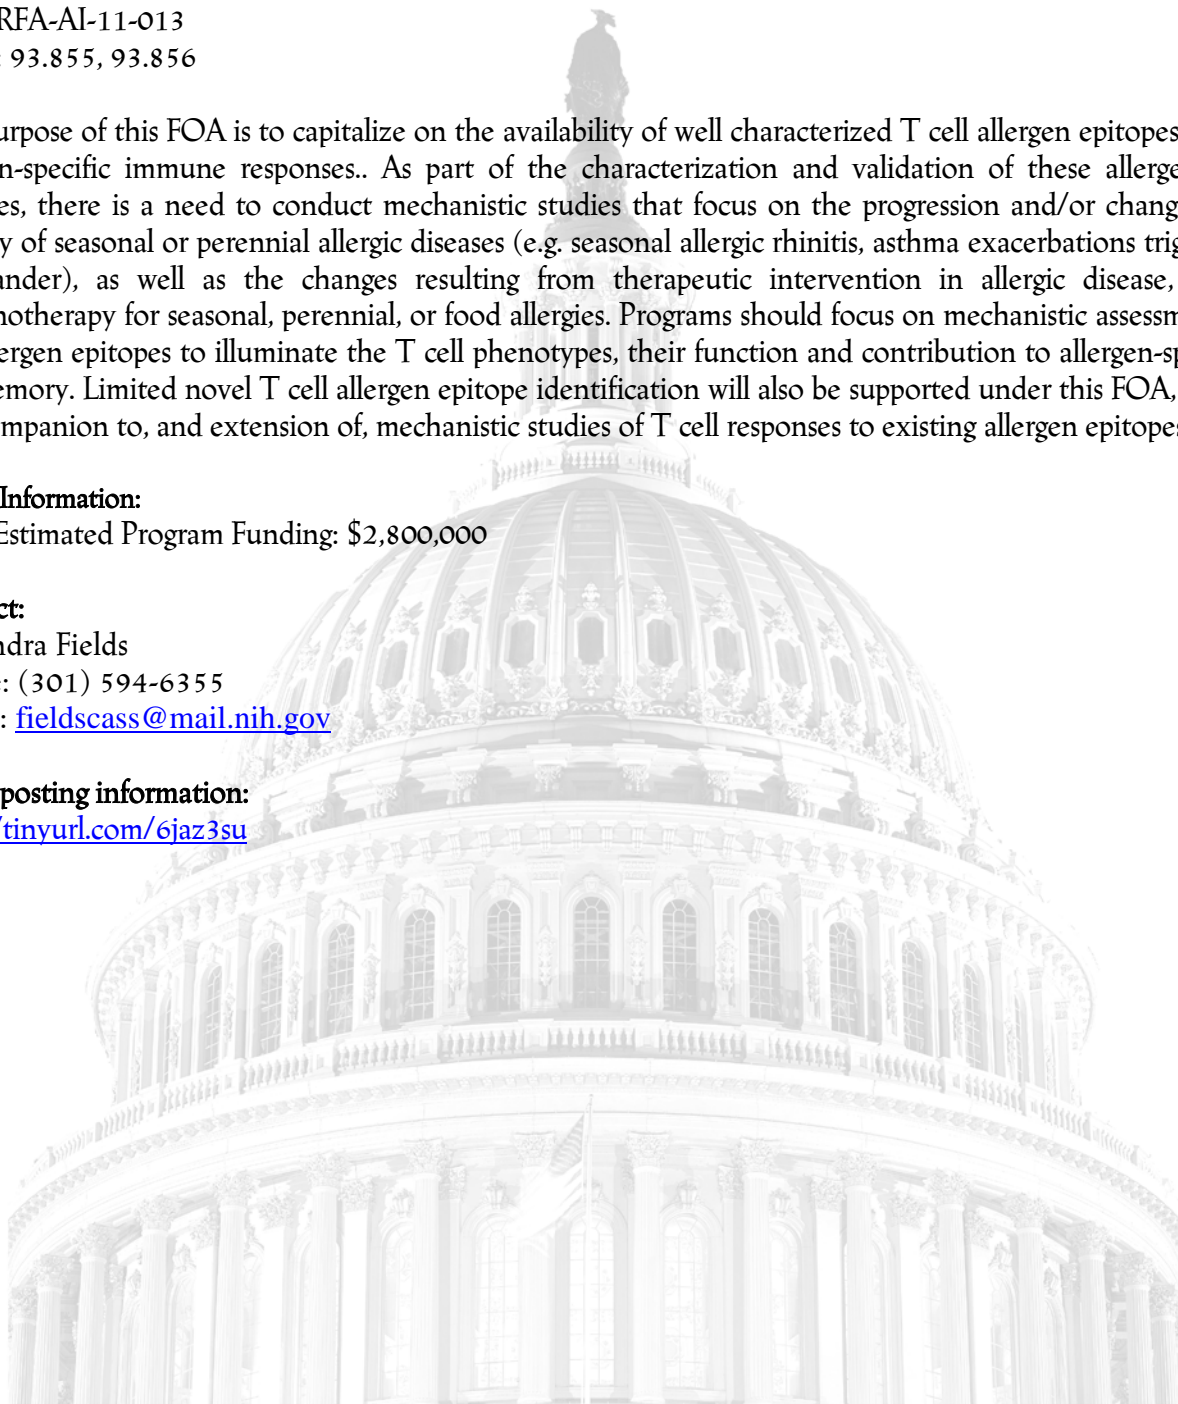 RFA-AI-11-013
: 93.855, 93.856
urpose of this FOA is to capitalize on the availability of well characterized T cell allergen epitopes
n-specific immune responses.. As part of the characterization and validation of these allerge
es, there is a need to conduct mechanistic studies that focus on the progression and/or chang
y of seasonal or perennial allergic diseases (e.g. seasonal allergic rhinitis, asthma exacerbations trig
ander), as well as the changes resulting from therapeutic intervention in allergic disease,
notherapy for seasonal, perennial, or food allergies. Programs should focus on mechanistic assessm
ergen epitopes to illuminate the T cell phenotypes, their function and contribution to allergen-sp
emory. Limited novel T cell allergen epitope identification will also be supported under this FOA,
ompanion to, and extension of, mechanistic studies of T cell responses to existing allergen epitopes
Information:
Estimated Program Funding: $2,800,000
ct:
ndra Fields
: (301) 594-6355
: fieldscass@mail.nih.gov
posting information:
/tinyurl.com/6jaz3su